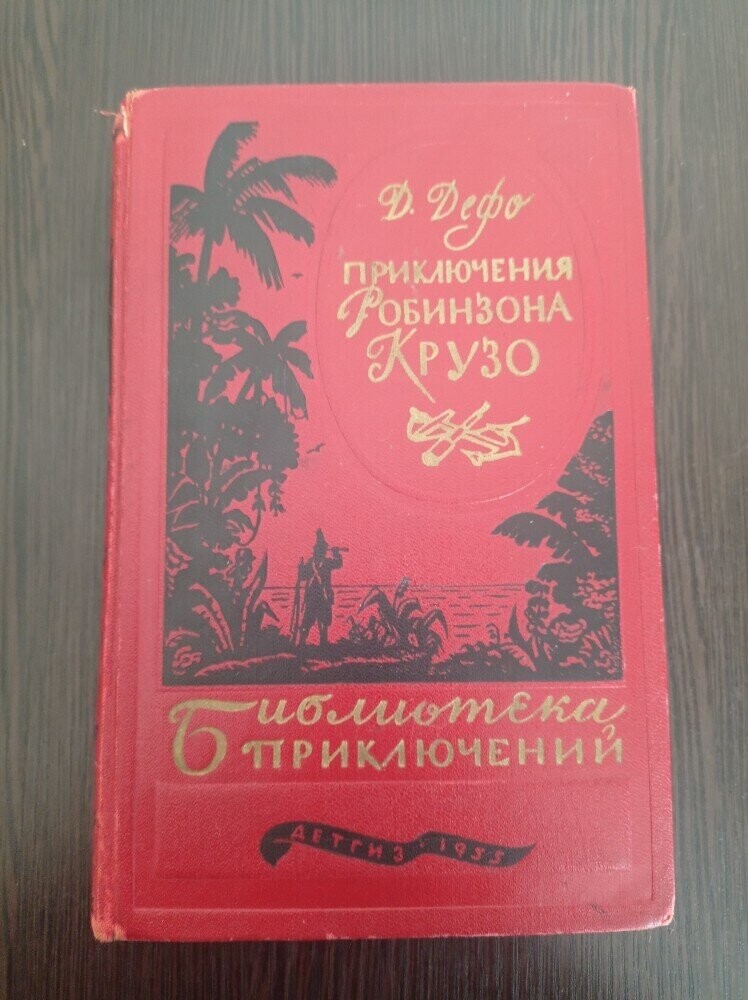 Д. Дефо
ПРИКЛЮЧЕНИЯ
РОБИНЗОНА
КРУЗО
Библиотека
ПРИКЛЮЧЕНИЙ
ДЕТГИЗ · 1955